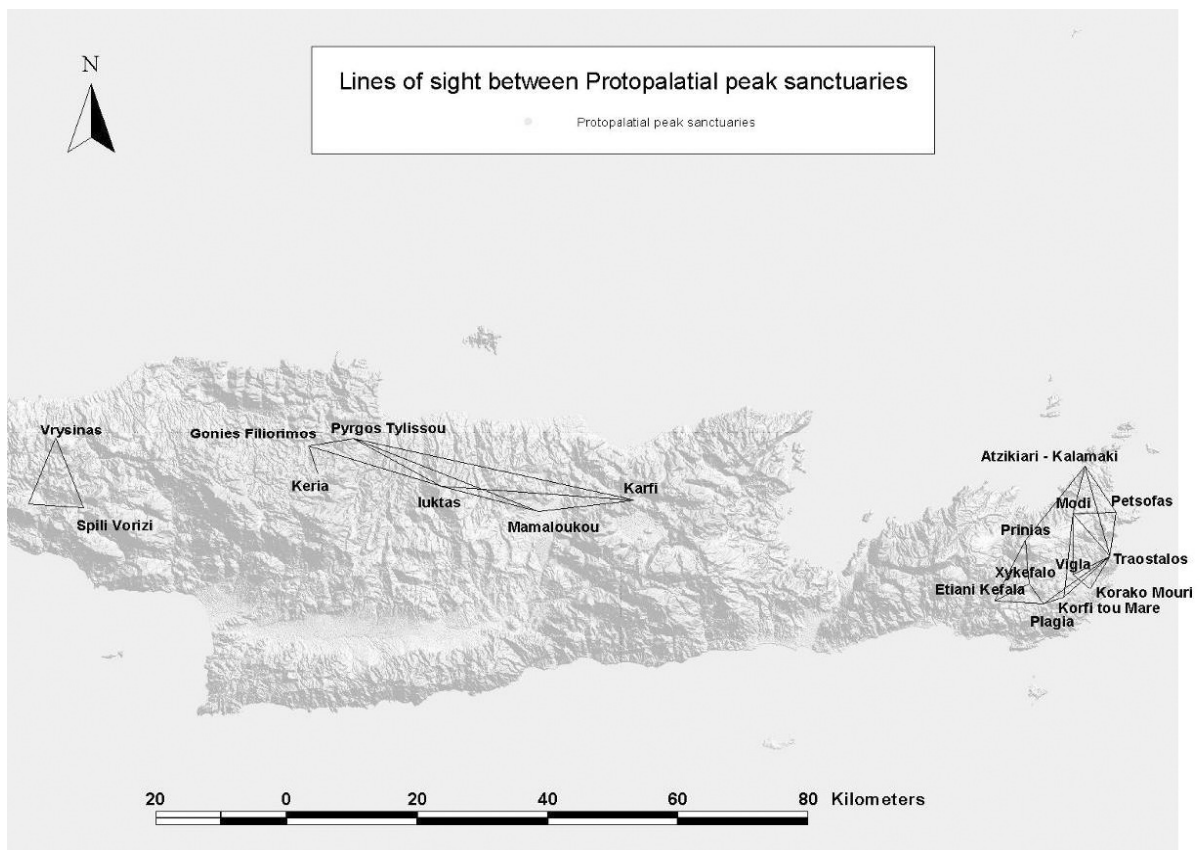 N
Lines of sight between Protopalatial peak sanctuaries
Protopalatial peak sanctuaries
Vrysinas
Spili Vorizi
Gonies Filiorimos
Pyrgos Tylissou
Keria
Iuktas
Mamaloukou
Karfi
Atzikiari - Kalamaki
Modi
Petsofas
Prinias
Traostalos
Vigla
Xykefalo
Etiani Kefala
Korako Mouri
Korfi tou Mare
Plagia
20 0 20 40 60 80 Kilometers